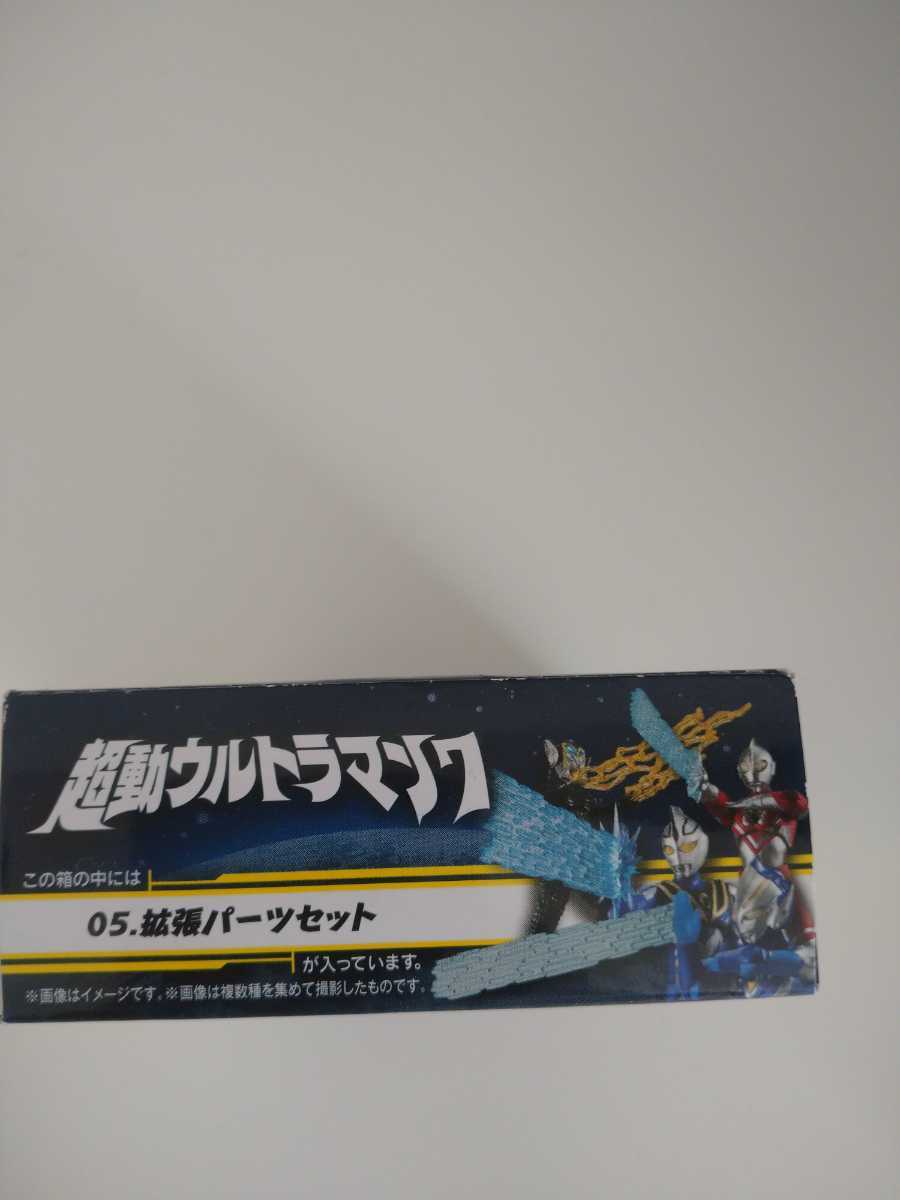 超動ウルトラマン7
この箱の中には
05.拡張パーツセット
が入っています。
※画像はイメージです。※画像は複数種を集めて撮影したものです。